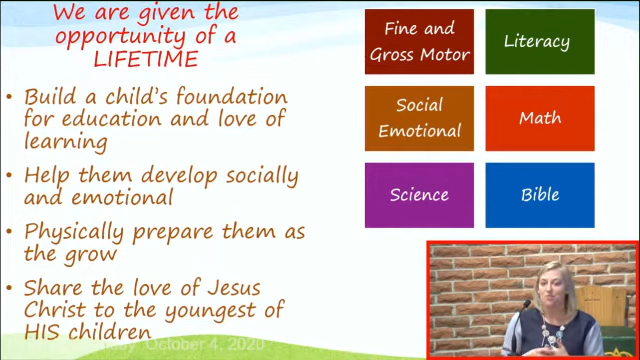 We are given the
opportunity of a
LIFETIME
• Build a child's foundation
for education and love of
learning
• Help them develop socially
and emotional
• Physically prepare them as
the grow
• Share the love of Jesus
Christ to the youngest of
HIS children
October 4, 2020
Fine and
Gross Motor
Literacy
Social
Emotional
Math
Science
Bible